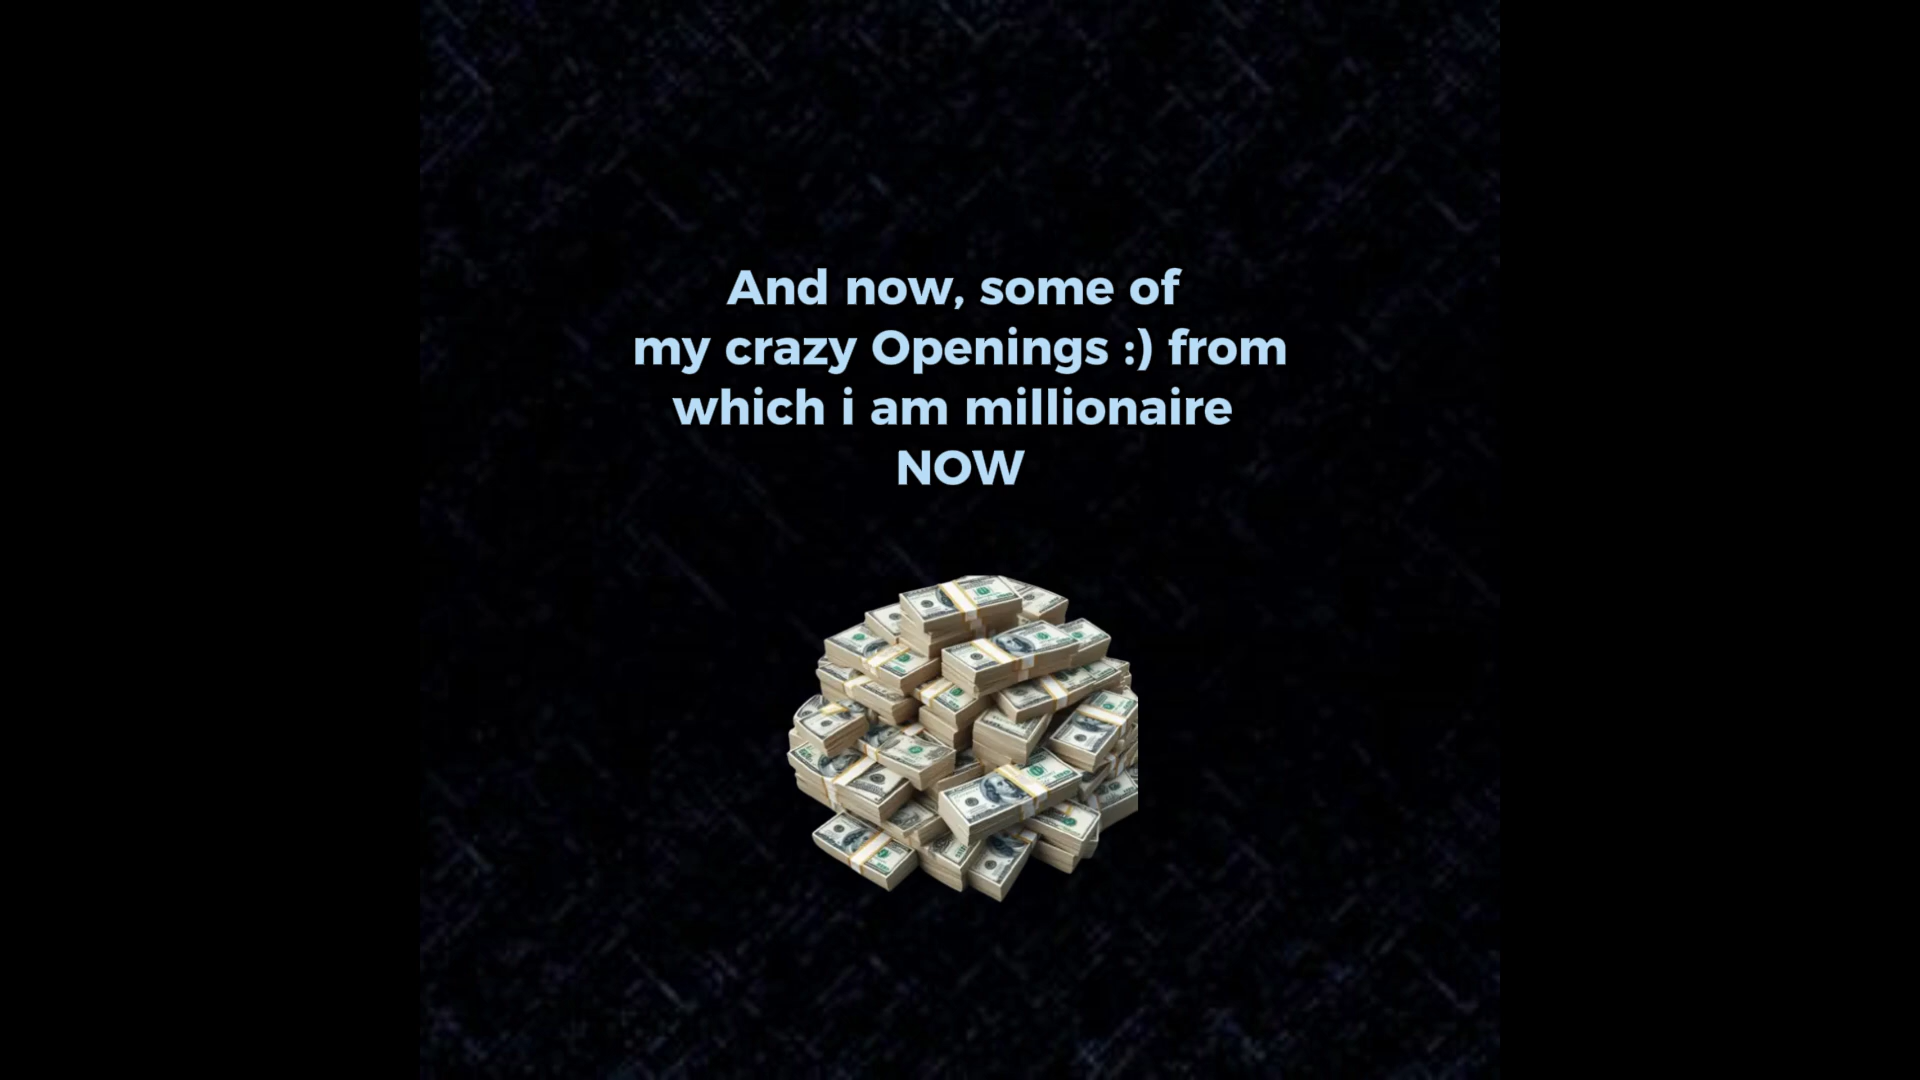 And now, some of
my crazy Openings :) from
which i am millionaire
NOW